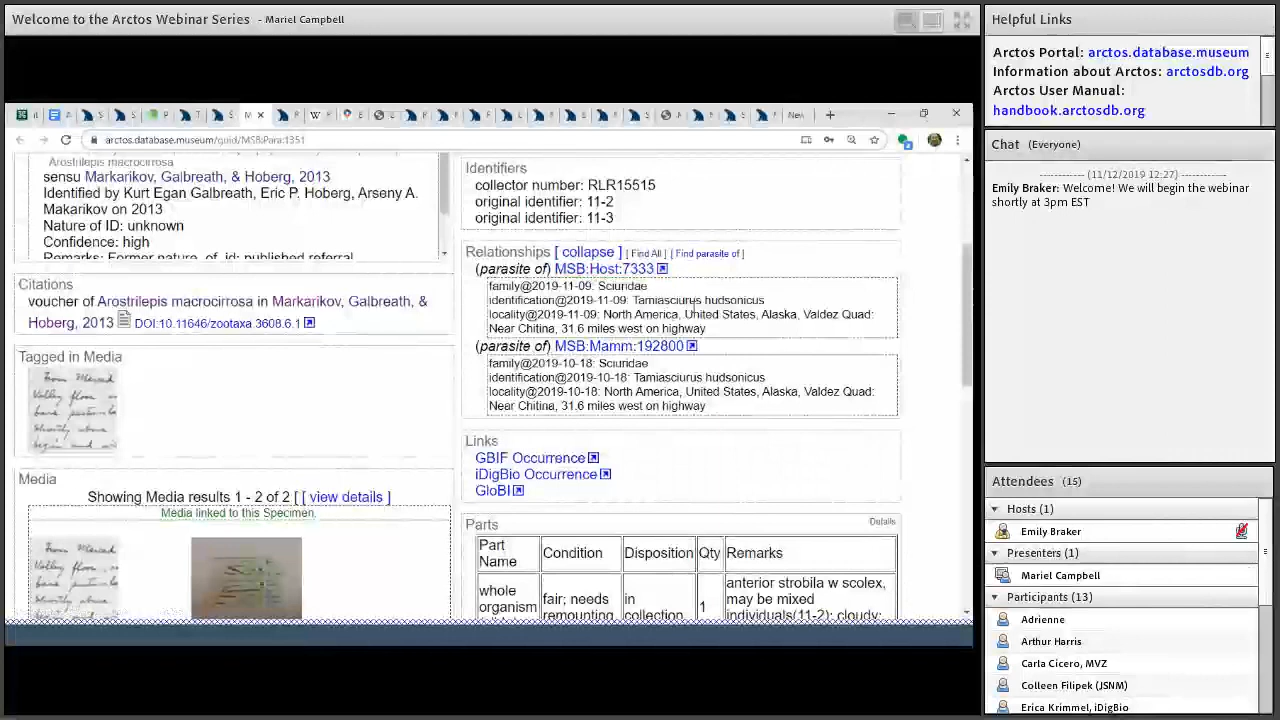 Welcome to the Arctos Webinar Series - Mariel Campbell
arctos.database.museum/guid/MSB:Para:1351
Arostrilepis macrocirrosa
sensu Markarikov, Galbreath, & Hoberg, 2013
Identified by Kurt Egan Galbreath, Eric P. Hoberg, Arseny A.
Makarikov on 2013
Nature of ID: unknown
Confidence: high
Remarks: Former nature_of_id: published referral
Citations
voucher of Arostrilepis macrocirrosa in Markarikov, Galbreath, &
Hoberg, 2013 DOI:10.11646/zootaxa 3608.6.1
Tagged in Media
From Merced
Valley floor
Media
Showing Media results 1 - 2 of 2 [ [ view details ]
Media linked to this Specimen.
From Merced
Valley floor
Identifiers
collector number: RLR15515
original identifier: 11-2
original identifier: 11-3
Relationships [ collapse ] [ Find All ] [ Find parasite of ]
(parasite of) MSB:Host:7333
family@2019-11-09: Sciuridae
identification@2019-11-09: Tamiasciurus hudsonicus
locality@2019-11-09: North America, United States, Alaska, Valdez Quad:
Near Chitina, 31.6 miles west on highway
(parasite of) MSB:Mamm:192800
family@2019-10-18: Sciuridae
identification@2019-10-18: Tamiasciurus hudsonicus
locality@2019-10-18: North America, United States, Alaska, Valdez Quad:
Near Chitina, 31.6 miles west on highway
Links
GBIF Occurrence
iDigBio Occurrence
GloBI
Parts
Details
Part Name
Condition
Disposition
Qty
Remarks
whole
organism
fair; needs
remounting
in
collection
1
anterior strobila w scolex,
may be mixed
individuals(11-2); cloudy;
Helpful Links
Arctos Portal: arctos.database.museum
Information about Arctos: arctosdb.org
Arctos User Manual:
handbook.arctosdb.org
Chat (Everyone)
------------ (11/12/2019 12:27) -----------
Emily Braker: Welcome! We will begin the webinar
shortly at 3pm EST
Attendees (15)
Hosts (1)
Emily Braker
Presenters (1)
Mariel Campbell
Participants (13)
Adrienne
Arthur Harris
Carla Cicero, MVZ
Colleen Filipek (JSNM)
Erica Krimmel, iDigBio